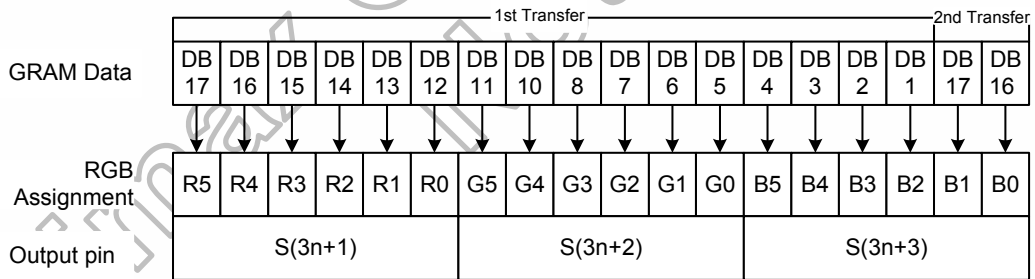 1st Transfer 2nd Transfer
GRAM Data
DB 17 DB 16 DB 15 DB 14 DB 13 DB 12 DB 11 DB 10 DB 8 DB 7 DB 6 DB 5 DB 4 DB 3 DB 2 DB 1 DB 17 DB 16
RGB Assignment
R5 R4 R3 R2 R1 R0 G5 G4 G3 G2 G1 G0 B5 B4 B3 B2 B1 B0
Output pin S(3n+1) S(3n+2) S(3n+3)